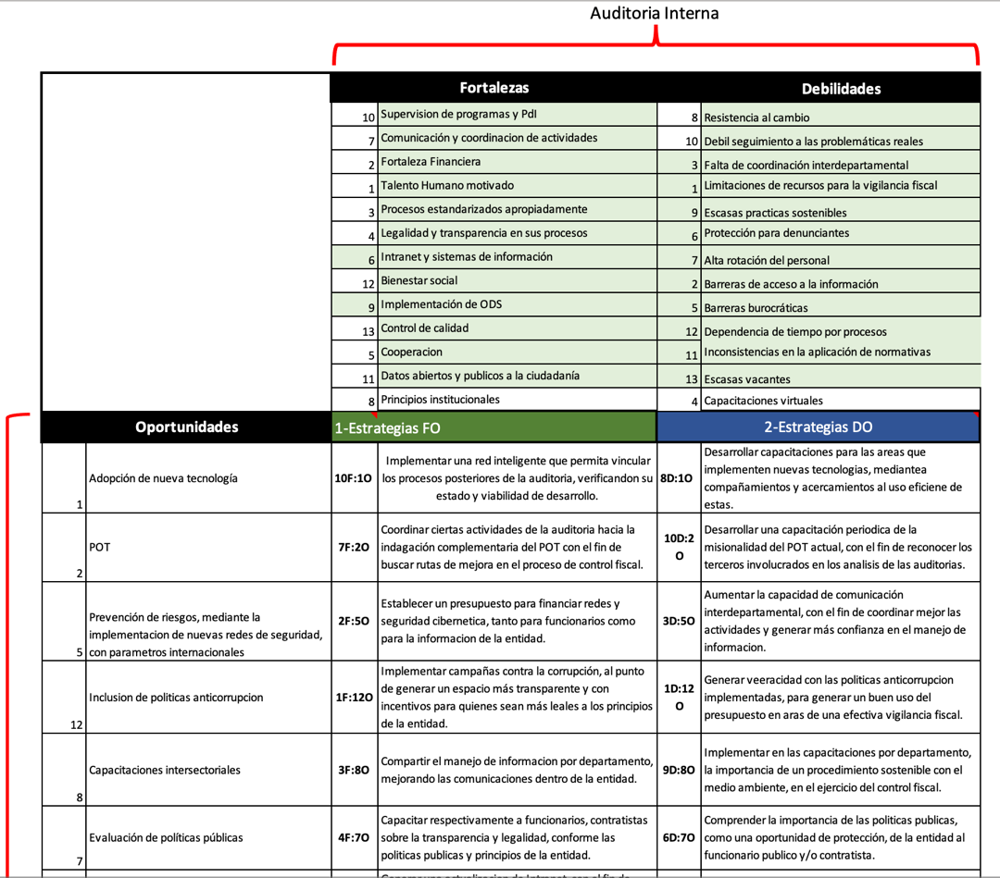 Auditoria Interna
Fortalezas
Debilidades
10 Supervision de programas y PdI
8 Resistencia al cambio
7 Comunicación y coordinacion de actividades
10 Debil seguimiento a las problemáticas reales
2 Fortaleza Financiera
3 Falta de coordinación interdepartamental
1 Talento Humano motivado
1 Limitaciones de recursos para la vigilancia fiscal
3 Procesos estandarizados apropiadamente
9 Escasas practicas sostenibles
4 Legalidad y transparencia en sus procesos
6 Protección para denunciantes
6 Intranet y sistemas de información
7 Alta rotación del personal
12 Bienestar social
2 Barreras de acceso a la información
9 Implementación de ODS
5 Barreras burocráticas
13 Control de calidad
12 Dependencia de tiempo por procesos
5 Cooperacion
11 Inconsistencias en la aplicación de normativas
11 Datos abiertos y publicos a la ciudadanía
13 Escasas vacantes
8 Principios institucionales
4 Capacitaciones virtuales
Oportunidades
1-Estrategias FO
2-Estrategias DO
1
Adopción de nueva tecnología
10F:1O
Implementar una red inteligente que permita vincular
los procesos posteriores de la auditoria, verificandon su
estado y viabilidad de desarrollo.
8D:1O
Desarrollar capacitaciones para las areas que
implementen nuevas tecnologias, mediantea
compañamientos y acercamientos al uso eficiene de
estas.
2
POT
7F:2O
Coordinar ciertas actividades de la auditoria hacia la
indagación complementaria del POT con el fin de
buscar rutas de mejora en el proceso de control fiscal.
10D:2
O
Desarrollar una capacitación periodica de la
misionalidad del POT actual, con el fin de reconocer los
terceros involucrados en los analisis de las auditorias.
5
Prevención de riesgos, mediante la
implementacion de nuevas redes de seguridad,
con parametros internacionales
2F:5O
Establecer un presupuesto para financiar redes y
seguridad cibernetica, tanto para funcionarios como
para la informacion de la entidad.
3D:5O
Aumentar la capacidad de comunicación
interdepartamental, con el fin de coordinar mejor las
actividades y generar más confianza en el manejo de
informacion.
12
Inclusion de politicas anticorrupcion
1F:12O
Implementar campañas contra la corrupción, al punto
de generar un espacio más transparente y con
incentivos para quienes sean más leales a los principios
de la entidad.
1D:12
O
Generar veeracidad con las politicas anticorrupcion
implementadas, para generar un buen uso del
presupuesto en aras de una efectiva vigilancia fiscal.
8
Capacitaciones intersectoriales
3F:8O
Compartir el manejo de informacion por departamento,
mejorando las comunicaciones dentro de la entidad.
9D:8O
Implementar en las capacitaciones por departamento,
la importancia de un procedimiento sostenible con el
medio ambiente, en el ejercicio del control fiscal.
7
Evaluación de políticas públicas
4F:7O
Capacitar respectivamente a funcionarios, contratistas
sobre la transparencia y legalidad, conforme las
politicas publicas y principios de la entidad.
6D:7O
Comprender la importancia de las politicas publicas,
como una oportunidad de protección, de la entidad al
funcionario publico y/o contratista.